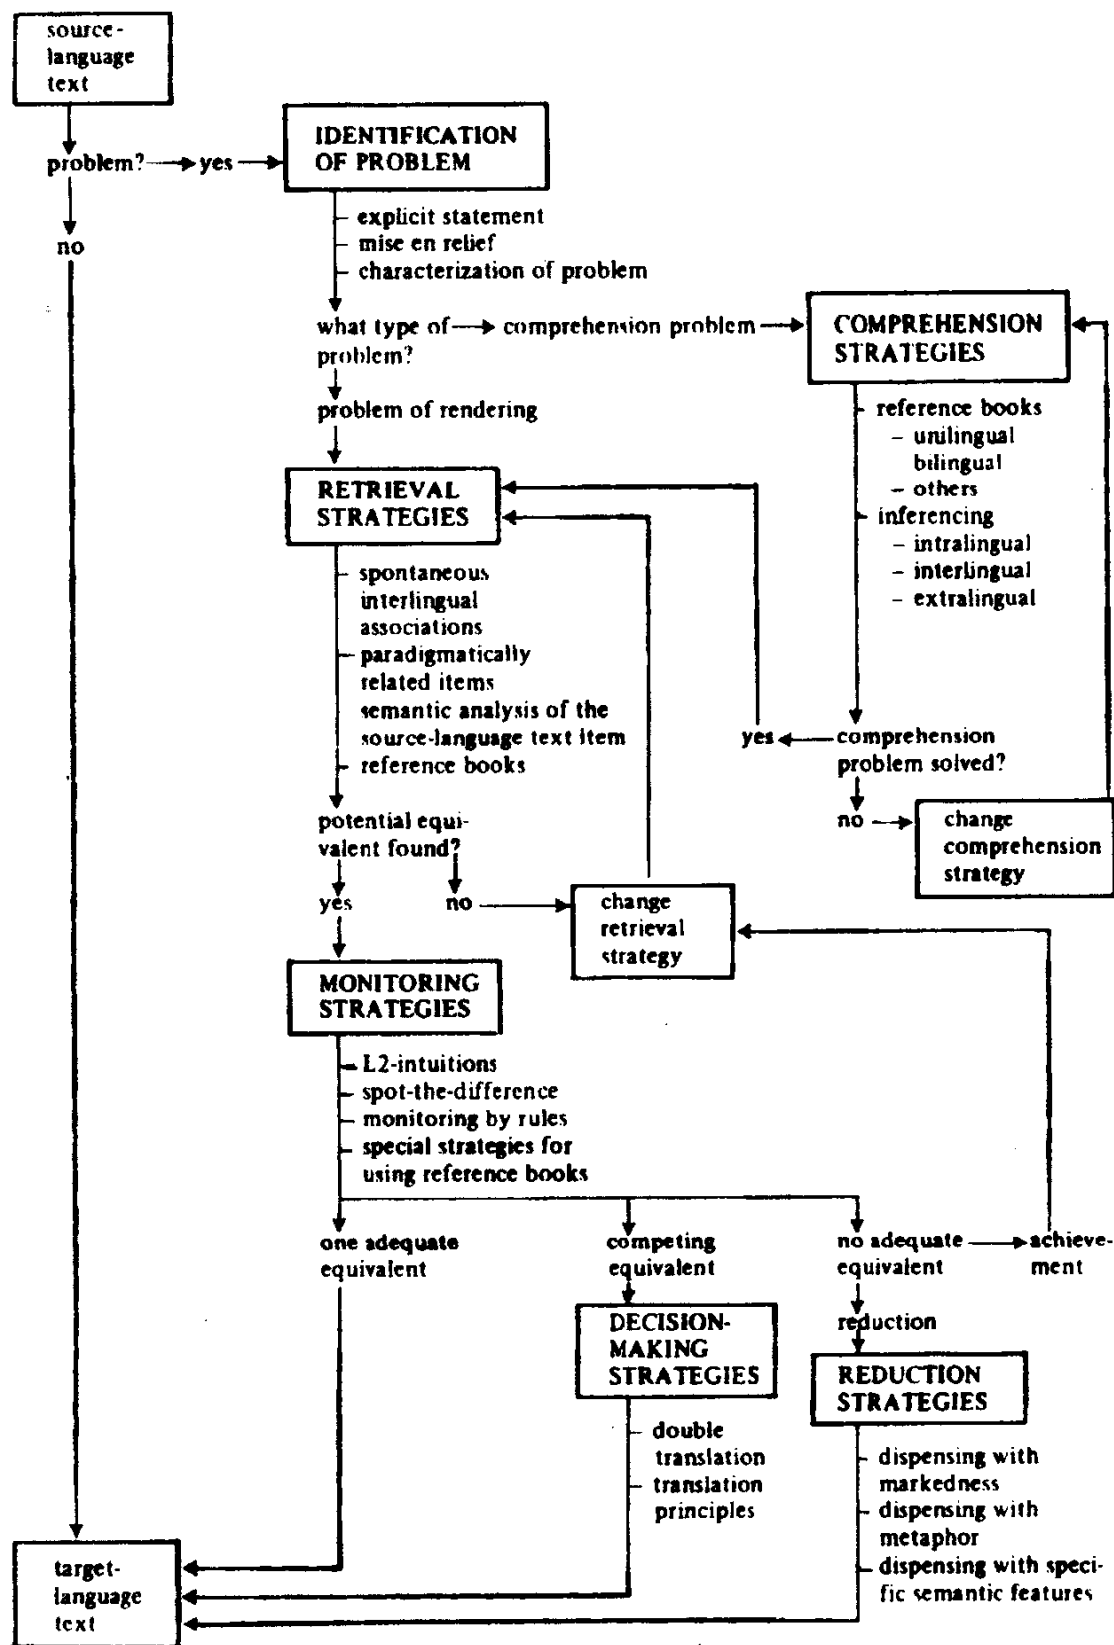 source-
language
text
problem? yes
IDENTIFICATION
OF PROBLEM
no
– explicit statement
– mise en relief
– characterization of problem
what type of
problem?
comprehension problem
COMPREHENSION
STRATEGIES
problem of rendering
– reference books
– unilingual
bilingual
– others
– inferencing
– intralingual
– interlingual
– extralingual
RETRIEVAL
STRATEGIES
– spontaneous
interlingual
associations
– paradigmatically
related items
semantic analysis of the
source-language text item
– reference books
yes
comprehension
problem solved?
no
change
comprehension
strategy
potential equi-
valent found?
yes
no
change
retrieval
strategy
MONITORING
STRATEGIES
– L2-intuitions
– spot-the-difference
– monitoring by rules
– special strategies for
using reference books
one adequate
equivalent
competing
equivalent
no adequate
equivalent
achieve-
ment
DECISION-
MAKING
STRATEGIES
reduction
REDUCTION
STRATEGIES
– double
translation
– translation
principles
– dispensing with
markedness
– dispensing with
metaphor
– dispensing with speci-
fic semantic features
target-
language
text